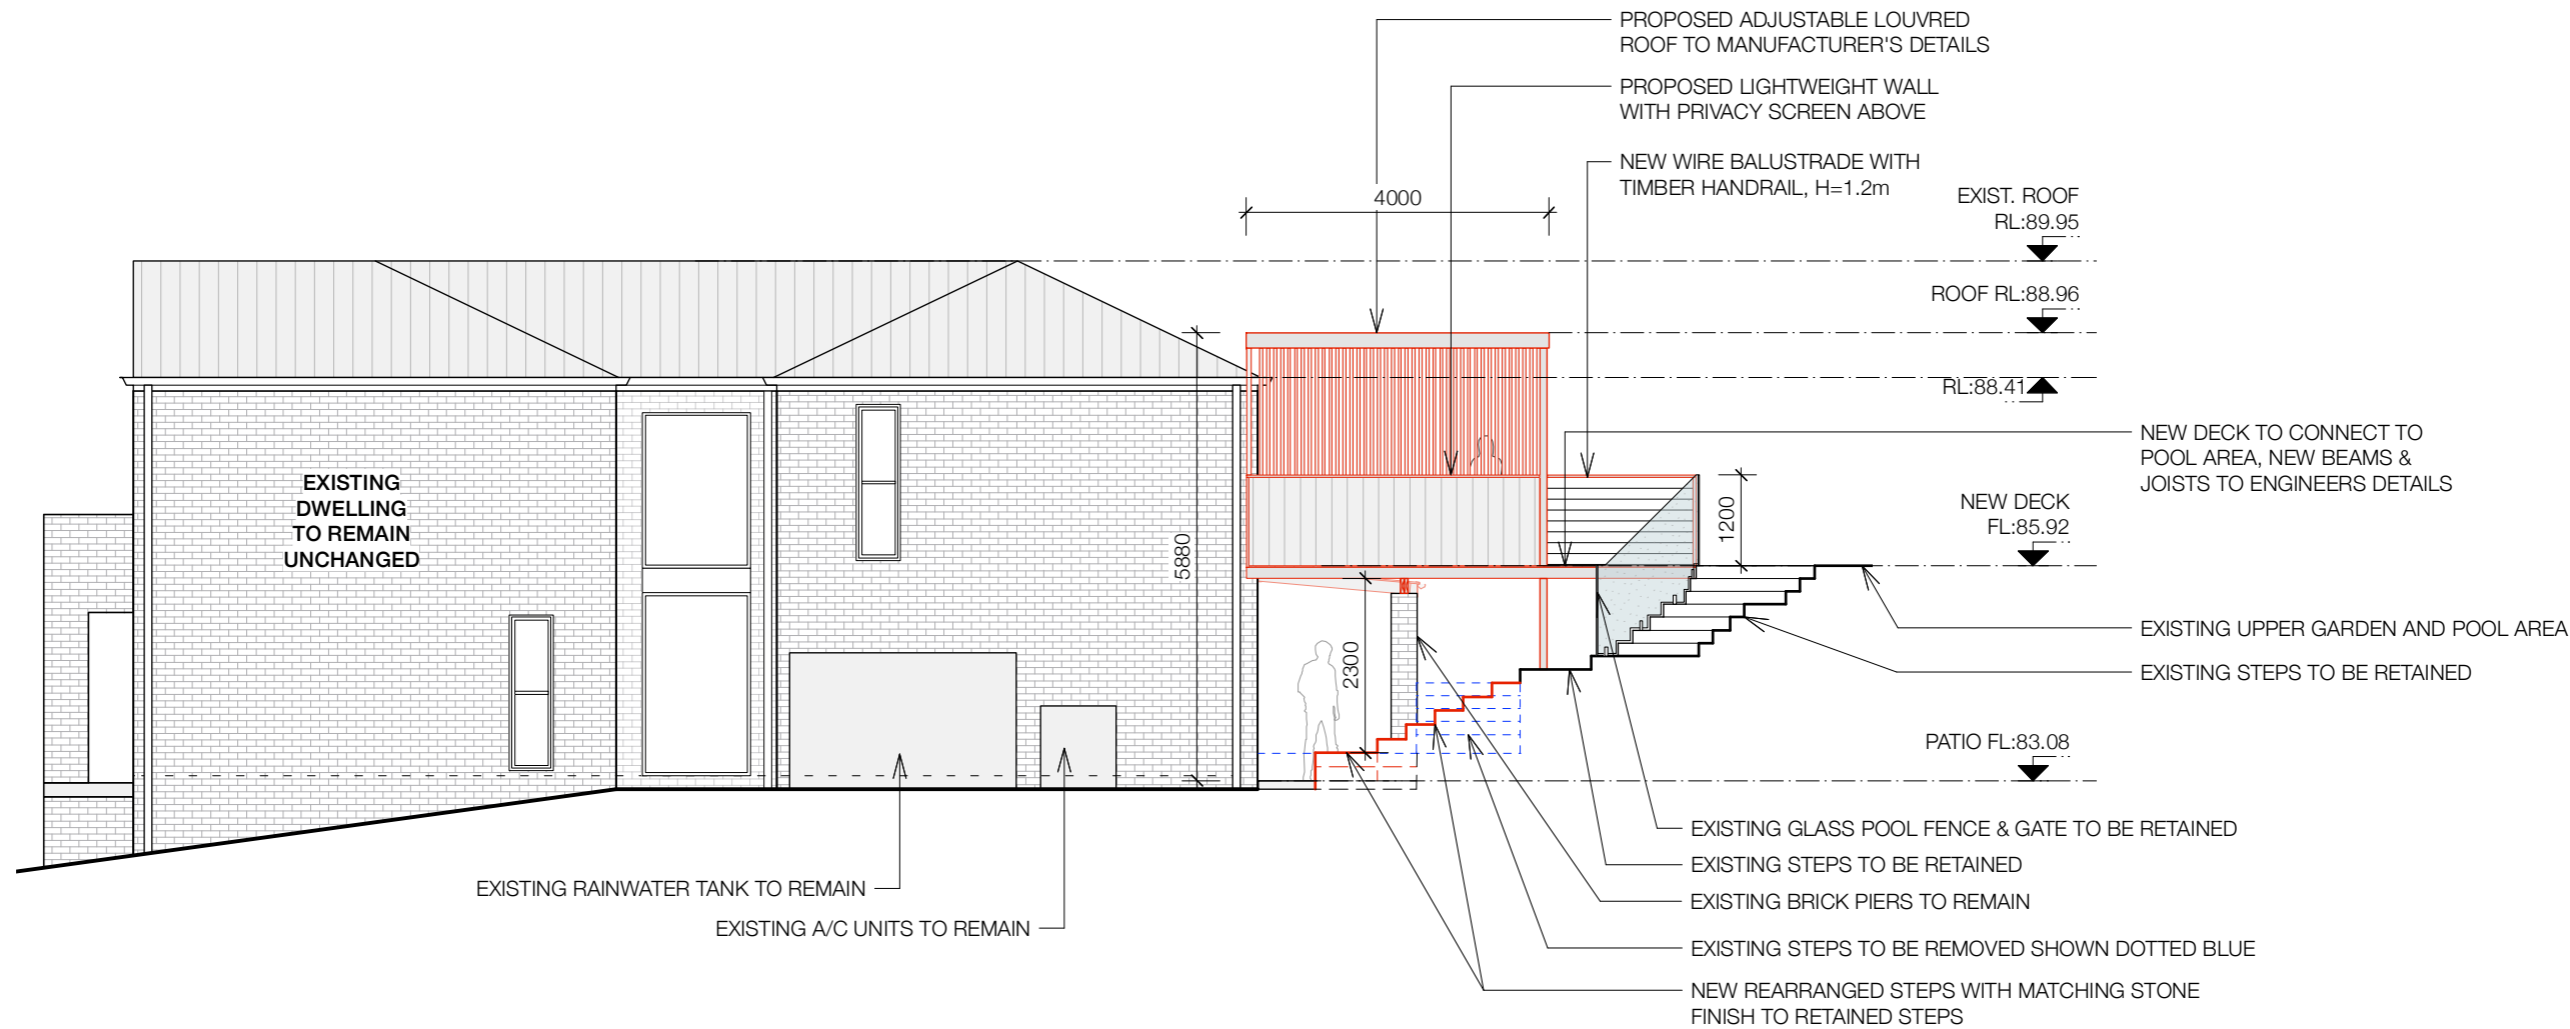 PROPOSED ADJUSTABLE LOUVRED
ROOF TO MANUFACTURER'S DETAILS
PROPOSED LIGHTWEIGHT WALL
WITH PRIVACY SCREEN ABOVE
NEW WIRE BALUSTRADE WITH
TIMBER HANDRAIL, H=1.2m
4000
EXIST. ROOF
RL:89.95
ROOF RL:88.96
RL:88.41
NEW DECK TO CONNECT TO
POOL AREA, NEW BEAMS &
JOISTS TO ENGINEERS DETAILS
EXISTING
DWELLING
TO REMAIN
UNCHANGED
NEW DECK
FL:85.92
1200
5880
2300
EXISTING UPPER GARDEN AND POOL AREA
EXISTING STEPS TO BE RETAINED
PATIO FL:83.08
EXISTING GLASS POOL FENCE & GATE TO BE RETAINED
EXISTING STEPS TO BE RETAINED
EXISTING RAINWATER TANK TO REMAIN
EXISTING BRICK PIERS TO REMAIN
EXISTING A/C UNITS TO REMAIN
EXISTING STEPS TO BE REMOVED SHOWN DOTTED BLUE
NEW REARRANGED STEPS WITH MATCHING STONE
FINISH TO RETAINED STEPS